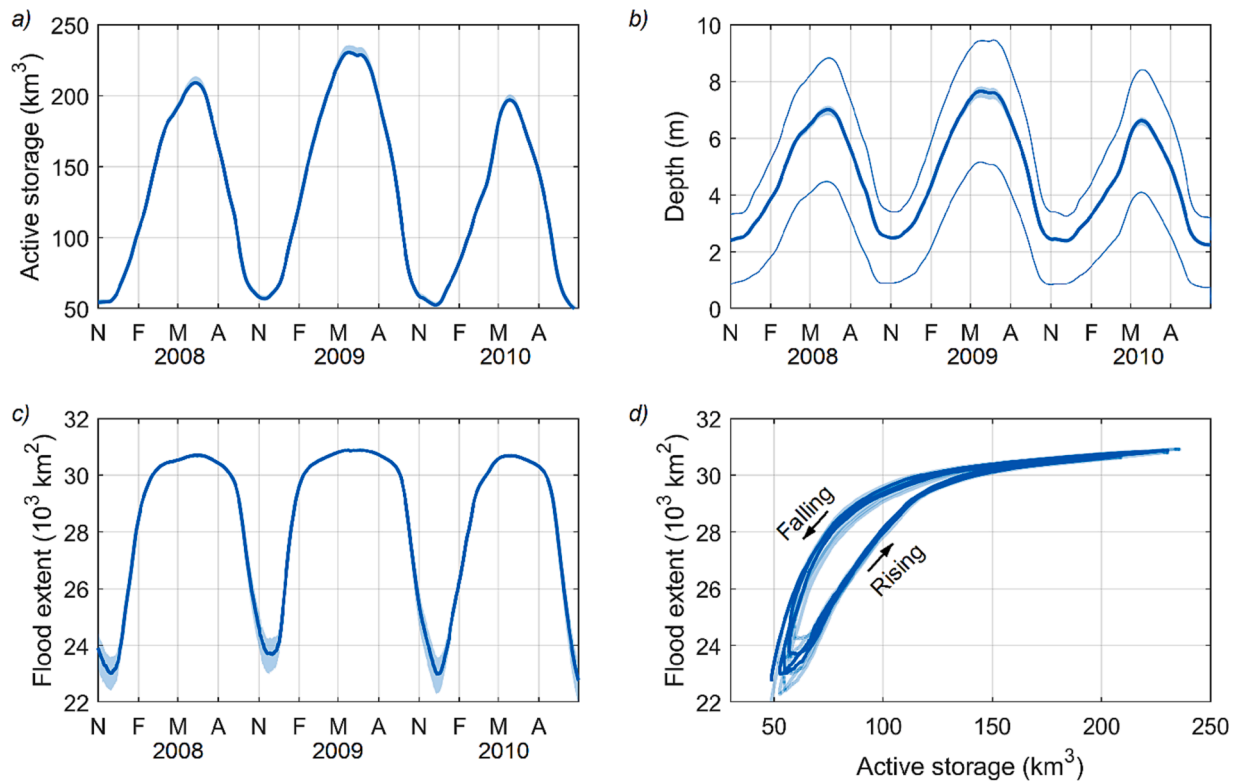 a)
Active storage (km³)
250
200
150
100
50
N F M A N F M A N F M A
2008 2009 2010
b)
Depth (m)
10
8
6
4
2
0
N F M A N F M A N F M A
2008 2009 2010
c)
Flood extent (10³ km²)
32
30
28
26
24
22
N F M A N F M A N F M A
2008 2009 2010
d)
Flood extent (10³ km²)
32
30
28
26
24
22
Falling
Rising
50 100 150 200 250
Active storage (km³)